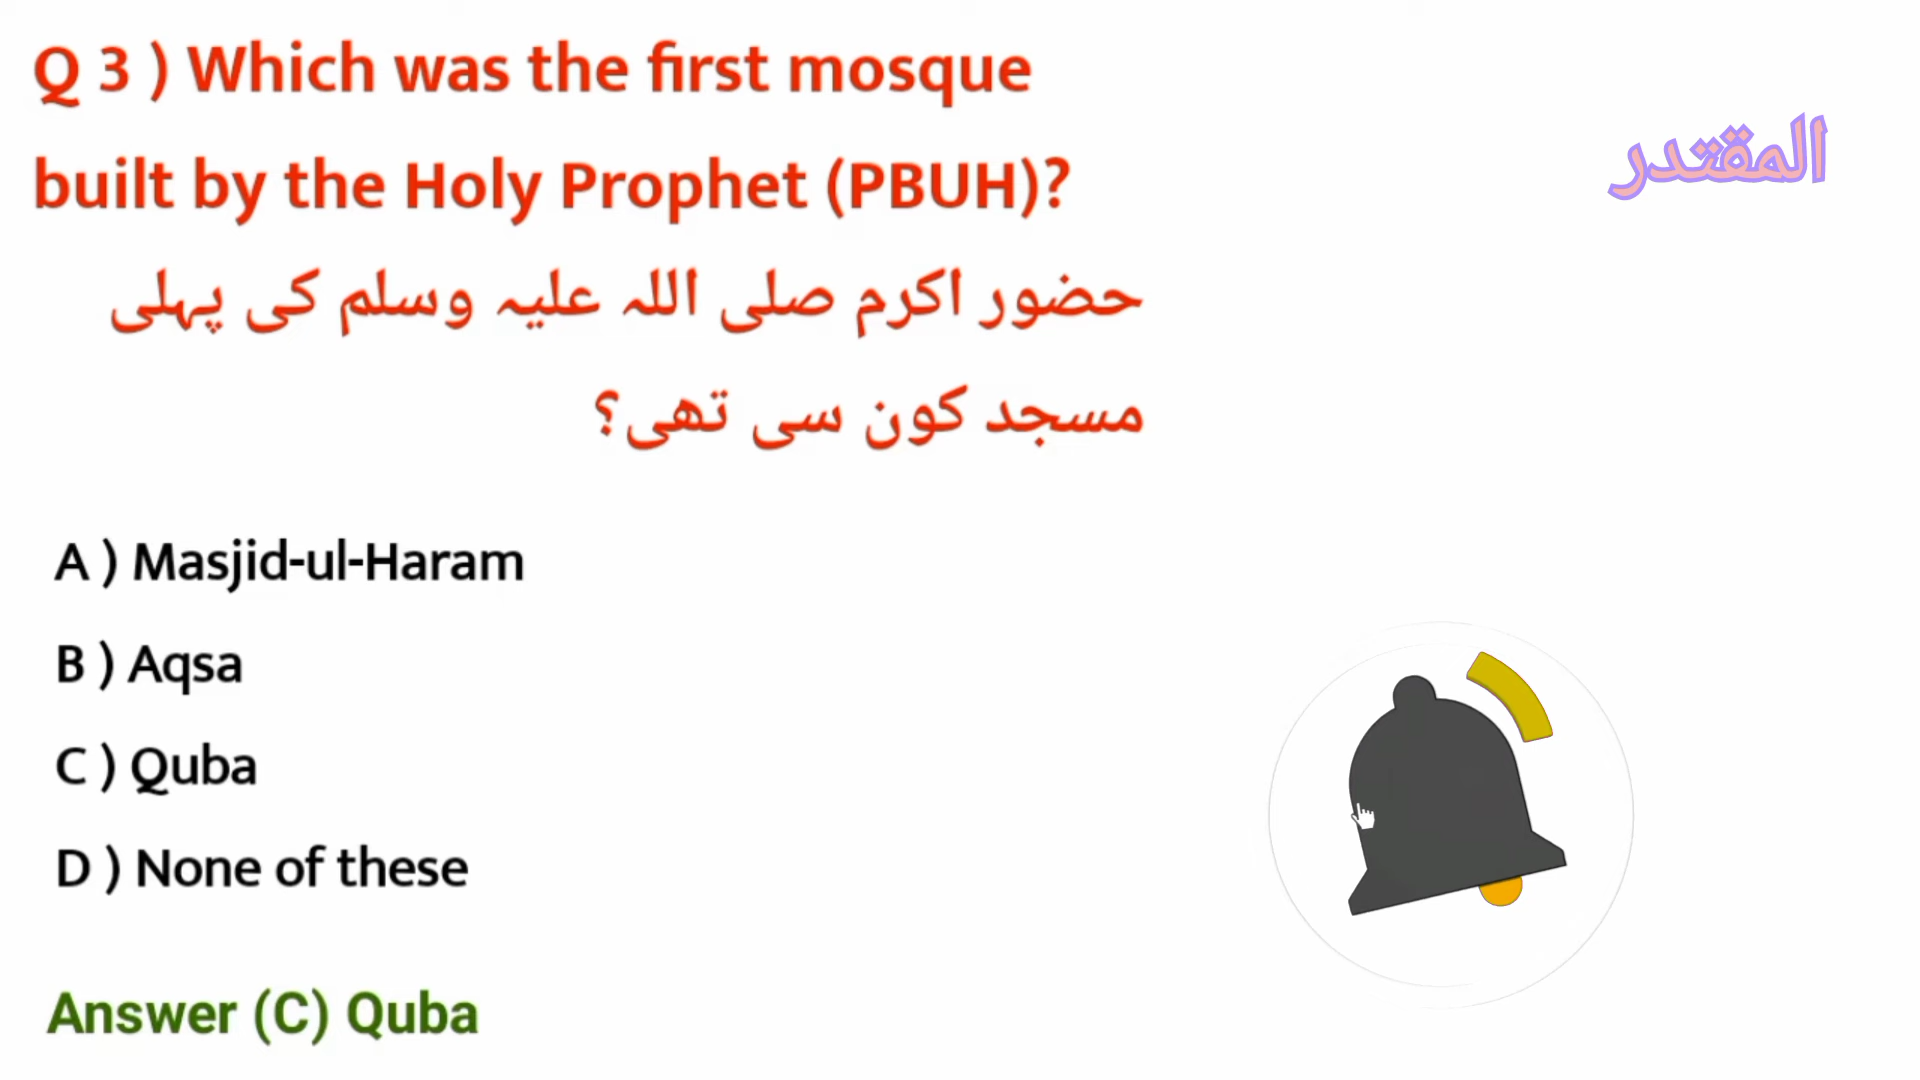 Q 3 ) Which was the first mosque
built by the Holy Prophet (PBUH)?
المقتدر
حضور اکرم صلی اللہ علیہ وسلم کی پہلی
مسجد کون سی تھی؟
A ) Masjid-ul-Haram
B ) Aqsa
C ) Quba
D ) None of these
Answer (C) Quba